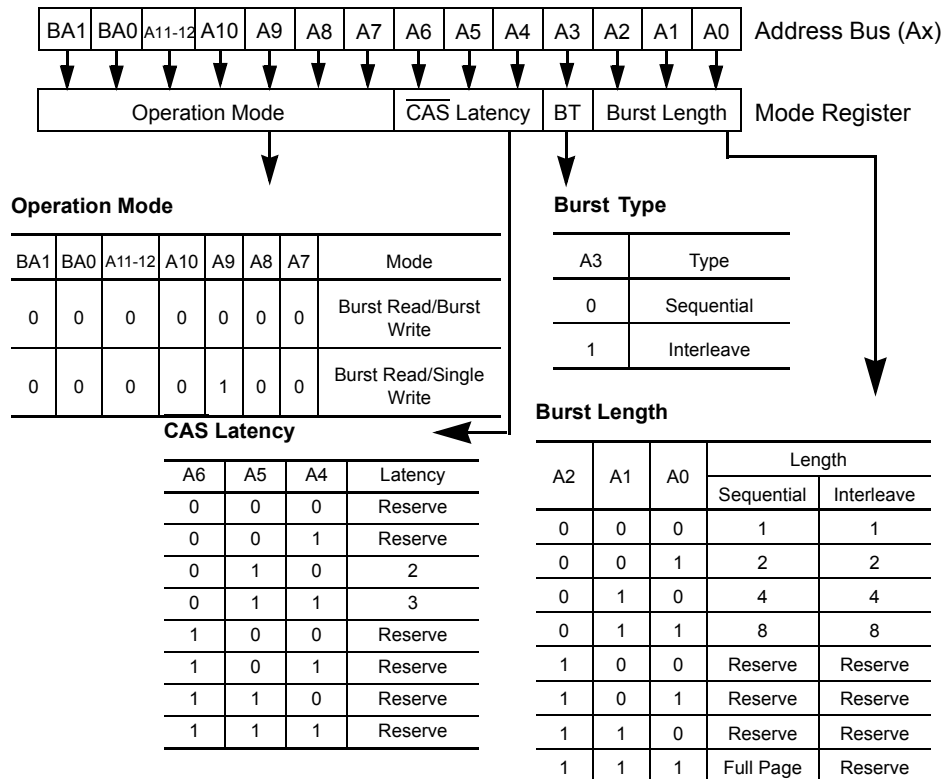 BA1 BA0 A11-12 A10 A9 A8 A7 A6 A5 A4 A3 A2 A1 A0 Address Bus (Ax)
Operation Mode CAS Latency BT Burst Length Mode Register
Operation Mode
BA1 BA0 A11-12 A10 A9 A8 A7 Mode
0 0 0 0 0 0 0 Burst Read/Burst
Write
0 0 0 0 1 0 0 Burst Read/Single
Write
Burst Type
A3 Type
0 Sequential
1 Interleave
CAS Latency
A6 A5 A4 Latency
0 0 0 Reserve
0 0 1 Reserve
0 1 0 2
0 1 1 3
1 0 0 Reserve
1 0 1 Reserve
1 1 0 Reserve
1 1 1 Reserve
Burst Length
A2 A1 A0 Length
Sequential Interleave
0 0 0 1 1
0 0 1 2 2
0 1 0 4 4
0 1 1 8 8
1 0 0 Reserve Reserve
1 0 1 Reserve Reserve
1 1 0 Reserve Reserve
1 1 1 Full Page Reserve